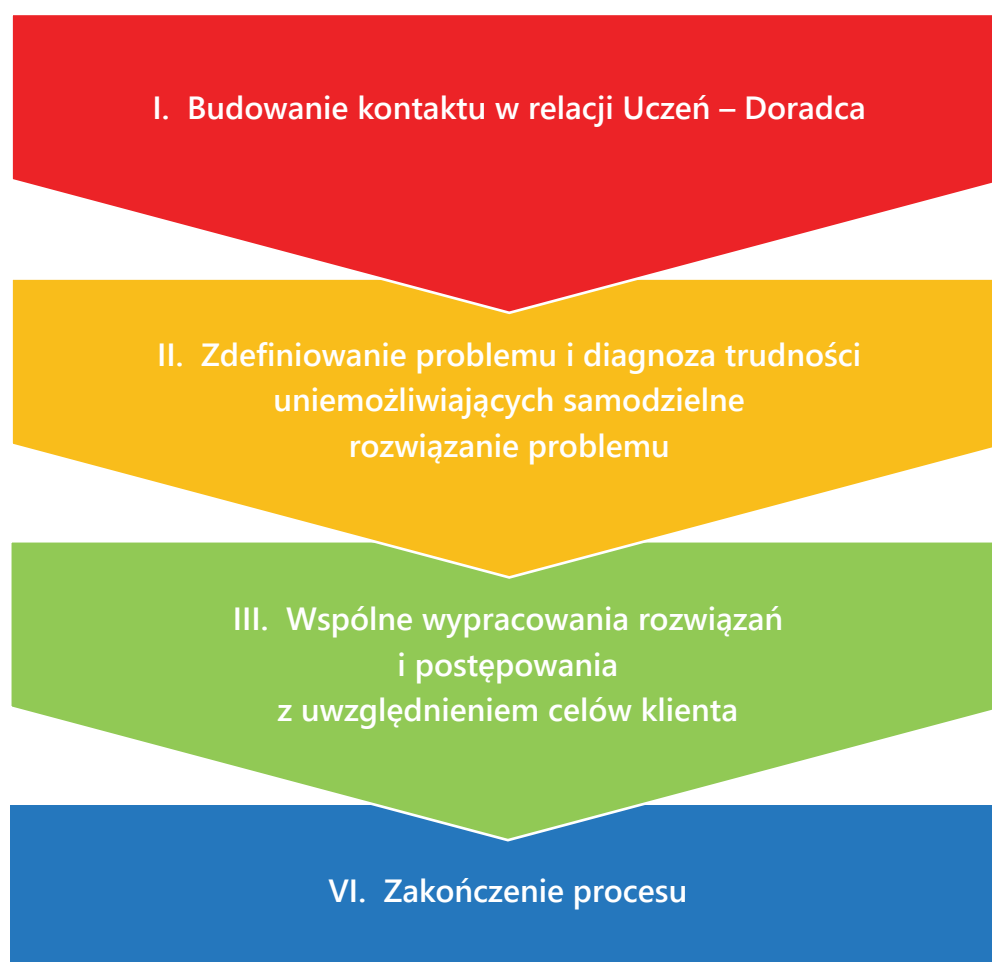 I. Budowanie kontaktu w relacji Uczeń – Doradca
II. Zdefiniowanie problemu i diagnoza trudności
uniemożliwiających samodzielne
rozwiązanie problemu
III. Wspólne wypracowania rozwiązań
i postępowania
z uwzględnieniem celów klienta
VI. Zakończenie procesu